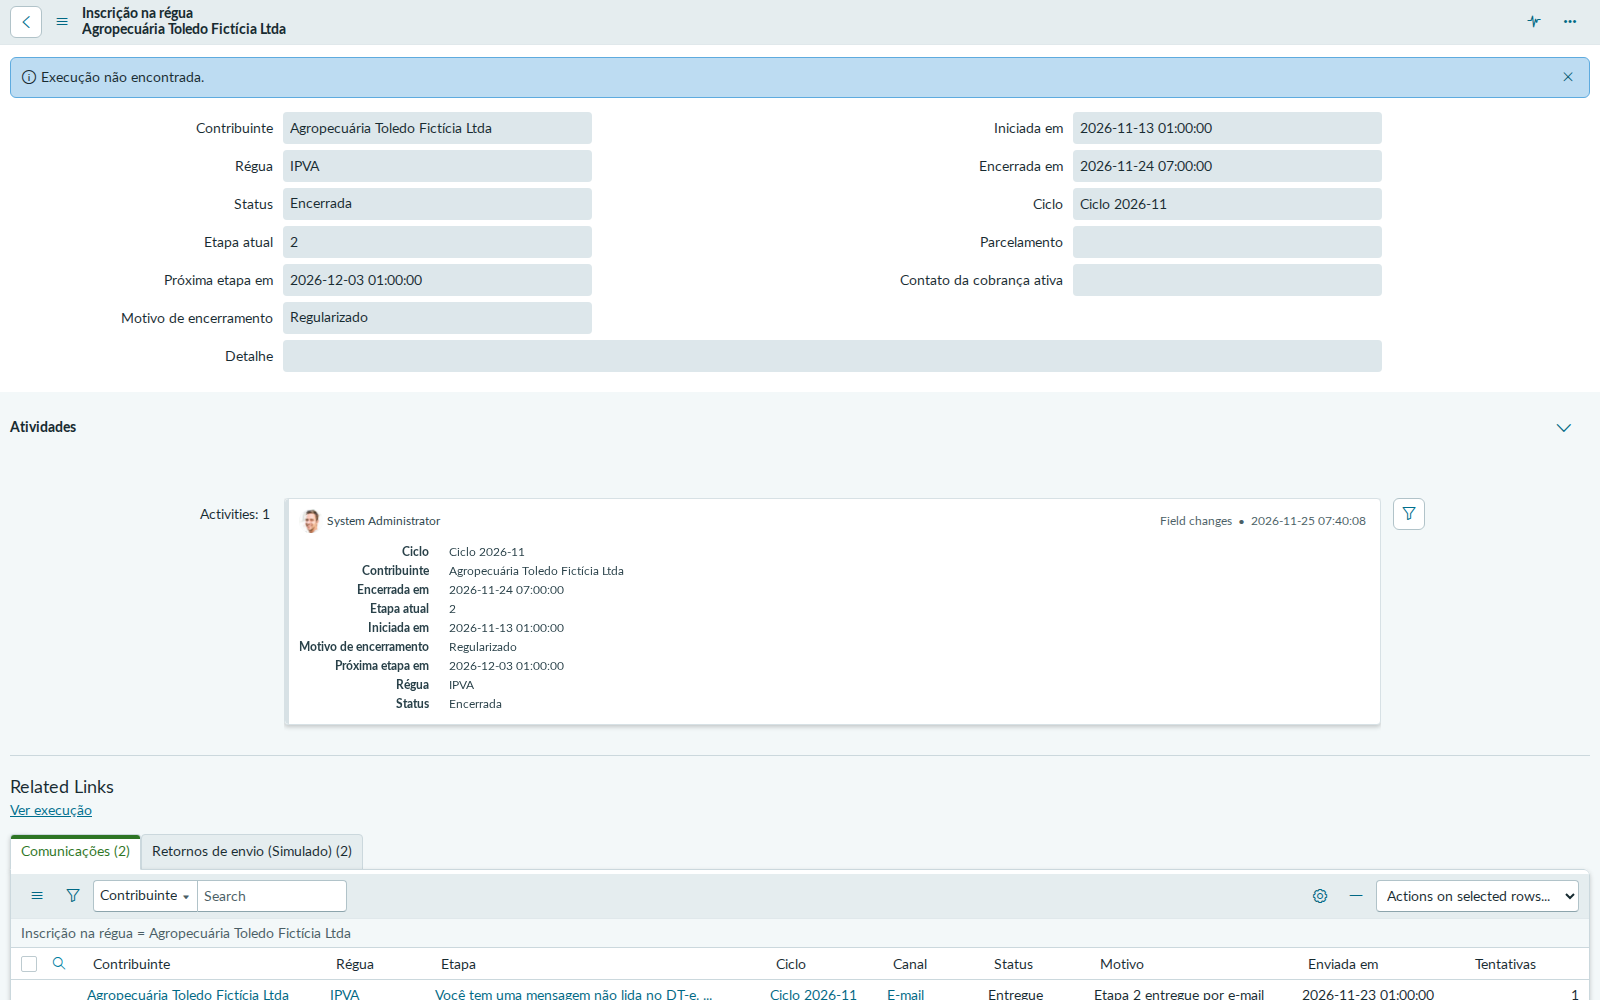 Inscrição na régua
Agropecuária Toledo Fictícia Ltda
Execução não encontrada.
Contribuinte Agropecuária Toledo Fictícia Ltda
Régua IPVA
Status Encerrada
Etapa atual 2
Próxima etapa em 2026-12-03 01:00:00
Motivo de encerramento Regularizado
Detalhe
Iniciada em 2026-11-13 01:00:00
Encerrada em 2026-11-24 07:00:00
Ciclo Ciclo 2026-11
Parcelamento
Contato da cobrança ativa
Atividades
Activities: 1
System Administrator Field changes • 2026-11-25 07:40:08
Ciclo Ciclo 2026-11
Contribuinte Agropecuária Toledo Fictícia Ltda
Encerrada em 2026-11-24 07:00:00
Etapa atual 2
Iniciada em 2026-11-13 01:00:00
Motivo de encerramento Regularizado
Próxima etapa em 2026-12-03 01:00:00
Régua IPVA
Status Encerrada
Related Links
Ver execução
Comunicações (2) Retornos de envio (Simulado) (2)
Contribuinte Search Actions on selected rows...
Inscrição na régua = Agropecuária Toledo Fictícia Ltda
Contribuinte Régua Etapa Ciclo Canal Status Motivo Enviada em Tentativas
Agropecuária Toledo Fictícia Ltda IPVA Você tem uma mensagem não lida no DT-e. ... Ciclo 2026-11 E-mail Entregue Etapa 2 entregue por e-mail 2026-11-23 01:00:00 1